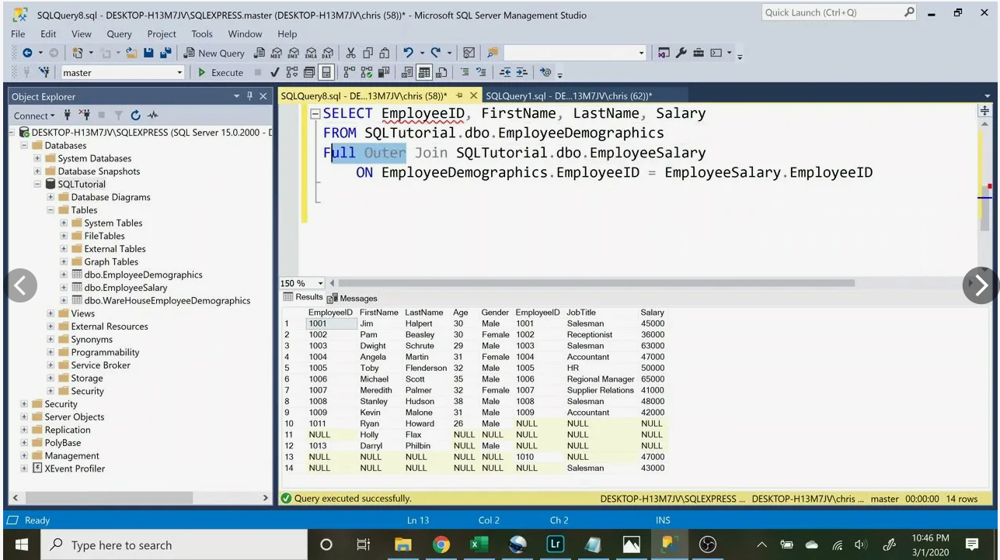 SQLQuery8.sql - DESKTOP-H13M7JV\SQLEXPRESS.master (DESKTOP-H13M7JV\chris (58))* - Microsoft SQL Server Management Studio
Quick Launch (Ctrl+Q)
File Edit View Query Project Tools Window Help
New Query
MDX DMX XMLA DAX
master Execute
Object Explorer
SQLQuery8.sql - DE...13M7JV\chris (58))* SQLQuery1.sql - DE...13M7JV\chris (62))*
Connect
DESKTOP-H13M7JV\SQLEXPRESS (SQL Server 15.0.2000 - D
Databases
System Databases
Database Snapshots
SQLTutorial
Database Diagrams
Tables
System Tables
FileTables
External Tables
Graph Tables
dbo.EmployeeDemographics
dbo.EmployeeSalary
dbo.WareHouseEmployeeDemographics
Views
External Resources
Synonyms
Programmability
Service Broker
Storage
Security
Security
Server Objects
Replication
PolyBase
Management
XEvent Profiler
SELECT EmployeeID, FirstName, LastName, Salary
FROM SQLTutorial.dbo.EmployeeDemographics
Full Outer Join SQLTutorial.dbo.EmployeeSalary
ON EmployeeDemographics.EmployeeID = EmployeeSalary.EmployeeID
150 %
Results Messages
EmployeeID FirstName LastName Age Gender EmployeeID JobTitle Salary
1 1001 Jim Halpert 30 Male 1001 Salesman 45000
2 1002 Pam Beasley 30 Female 1002 Receptionist 36000
3 1003 Dwight Schrute 29 Male 1003 Salesman 63000
4 1004 Angela Martin 31 Female 1004 Accountant 47000
5 1005 Toby Flenderson 32 Male 1005 HR 50000
6 1006 Michael Scott 35 Male 1006 Regional Manager 65000
7 1007 Meredith Palmer 32 Female 1007 Supplier Relations 41000
8 1008 Stanley Hudson 38 Male 1008 Salesman 48000
9 1009 Kevin Malone 31 Male 1009 Accountant 42000
10 1011 Ryan Howard 26 Male NULL NULL NULL
11 NULL Holly Flax NULL NULL NULL NULL NULL
12 1013 Darryl Philbin NULL Male NULL NULL NULL
13 NULL NULL NULL NULL NULL 1010 NULL 47000
14 NULL NULL NULL NULL NULL NULL Salesman 43000
Query executed successfully. DESKTOP-H13M7JV\SQLEXPRESS ... DESKTOP-H13M7JV\chris ... master 00:00:00 14 rows
Ready Ln 13 Col 2 Ch 2 INS
Type here to search
Lr
10:46 PM
3/1/2020